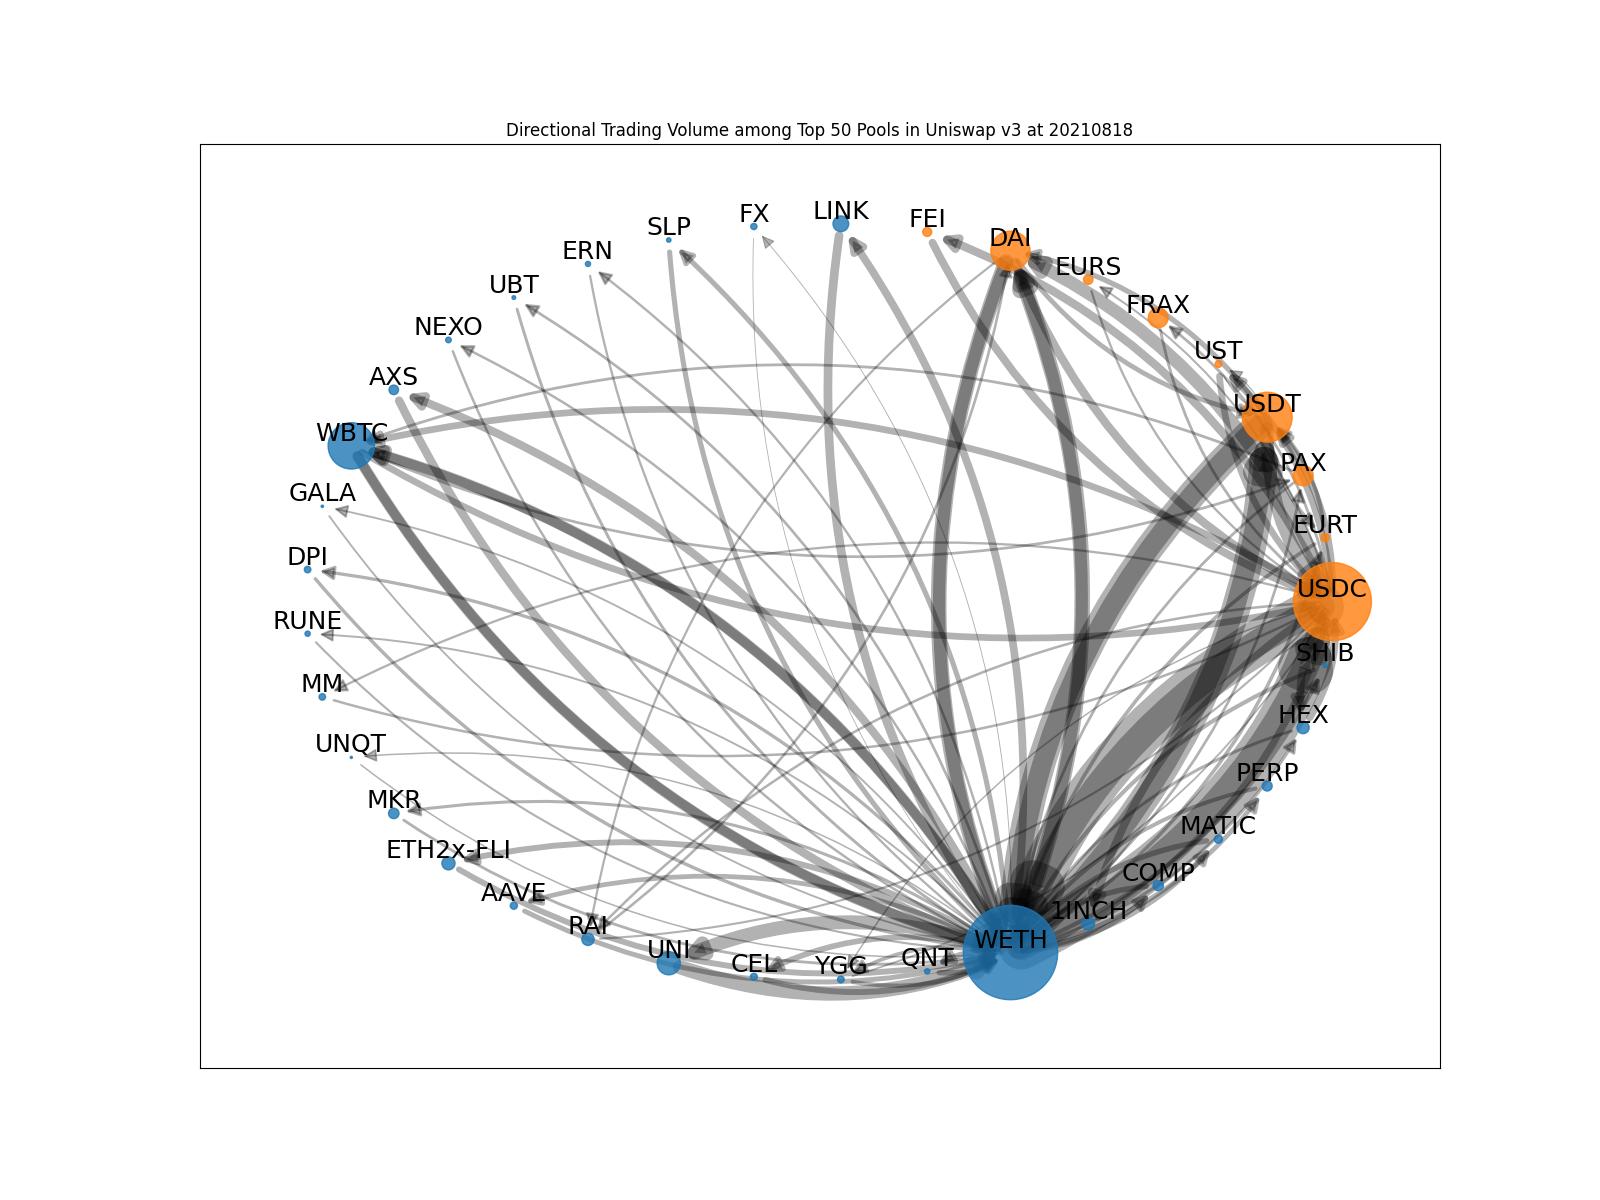 Directional Trading Volume among Top 50 Pools in Uniswap v3 at 20210818
LINK
FX
FEI
SLP
DAI
ERN
EURS
UBT
FRAX
NEXO
UST
AXS
USDT
WBTC
PAX
GALA
EURT
DPI
USDC
RUNE
SHIB
MM
HEX
UNQT
PERP
MKR
MATIC
ETH2x-FLI
COMP
AAVE
1INCH
RAI
WETH
UNI
QNT
CEL
YGG